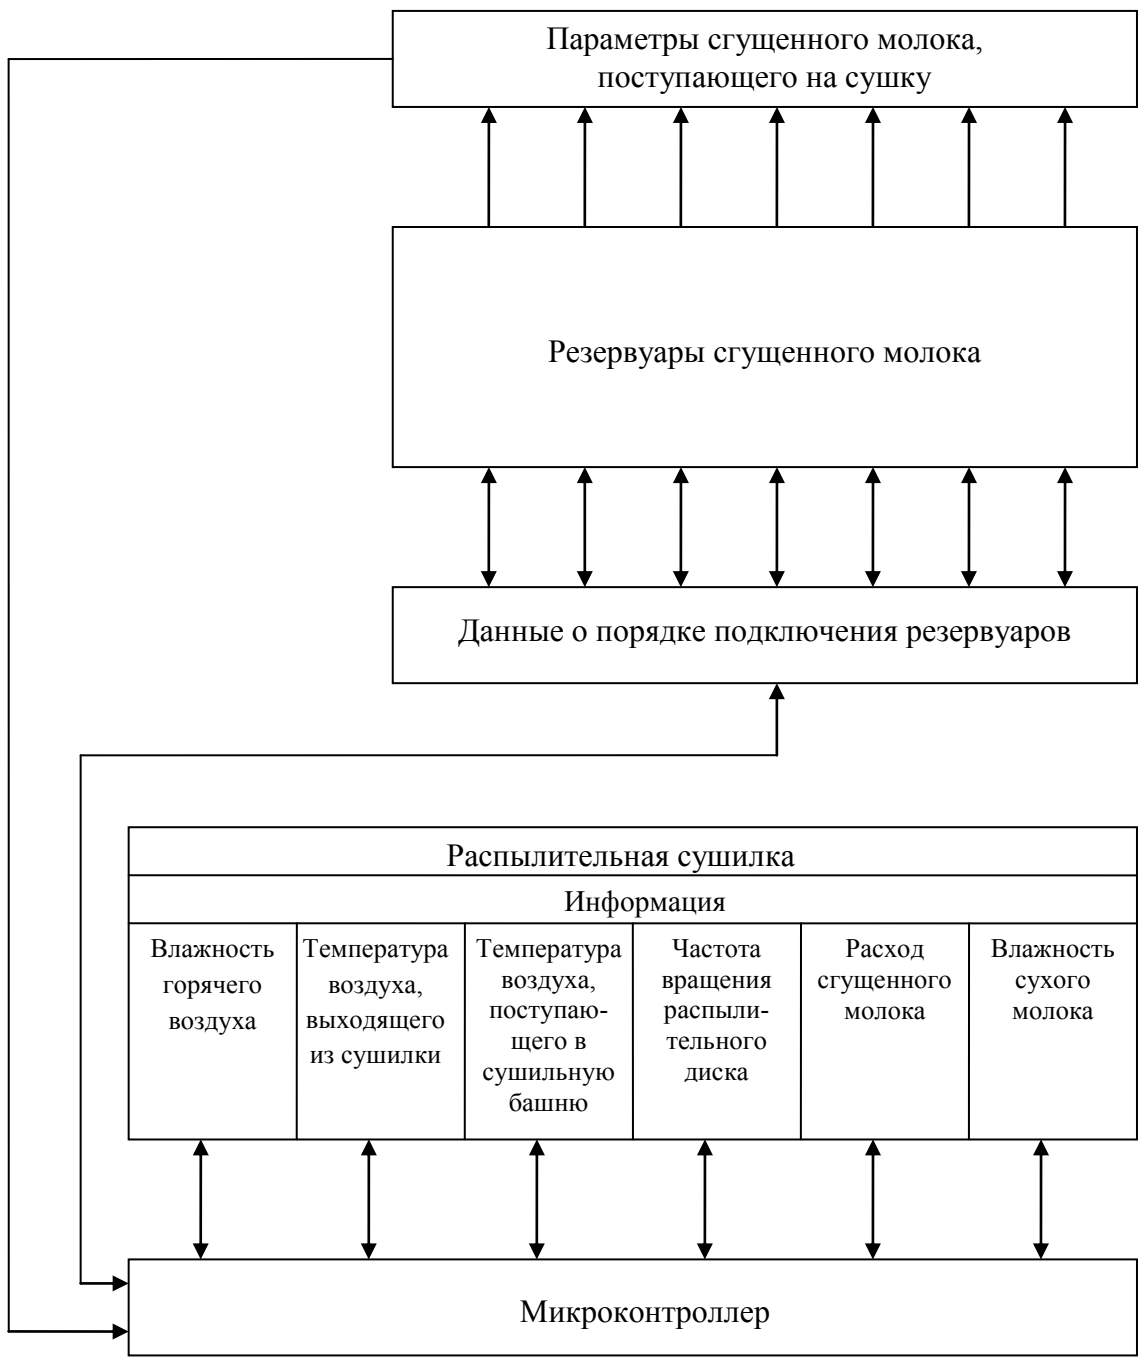 Параметры сгущенного молока,
поступающего на сушку
Резервуары сгущенного молока
Данные о порядке подключения резервуаров
Распылительная сушилка
Информация
Влажность
горячего
воздуха
Температура
воздуха,
выходящего
из сушилки
Температура
воздуха,
поступаю-
щего в
сушильную
башню
Частота
вращения
распыли-
тельного
диска
Расход
сгущенного
молока
Влажность
сухого
молока
Микроконтроллер